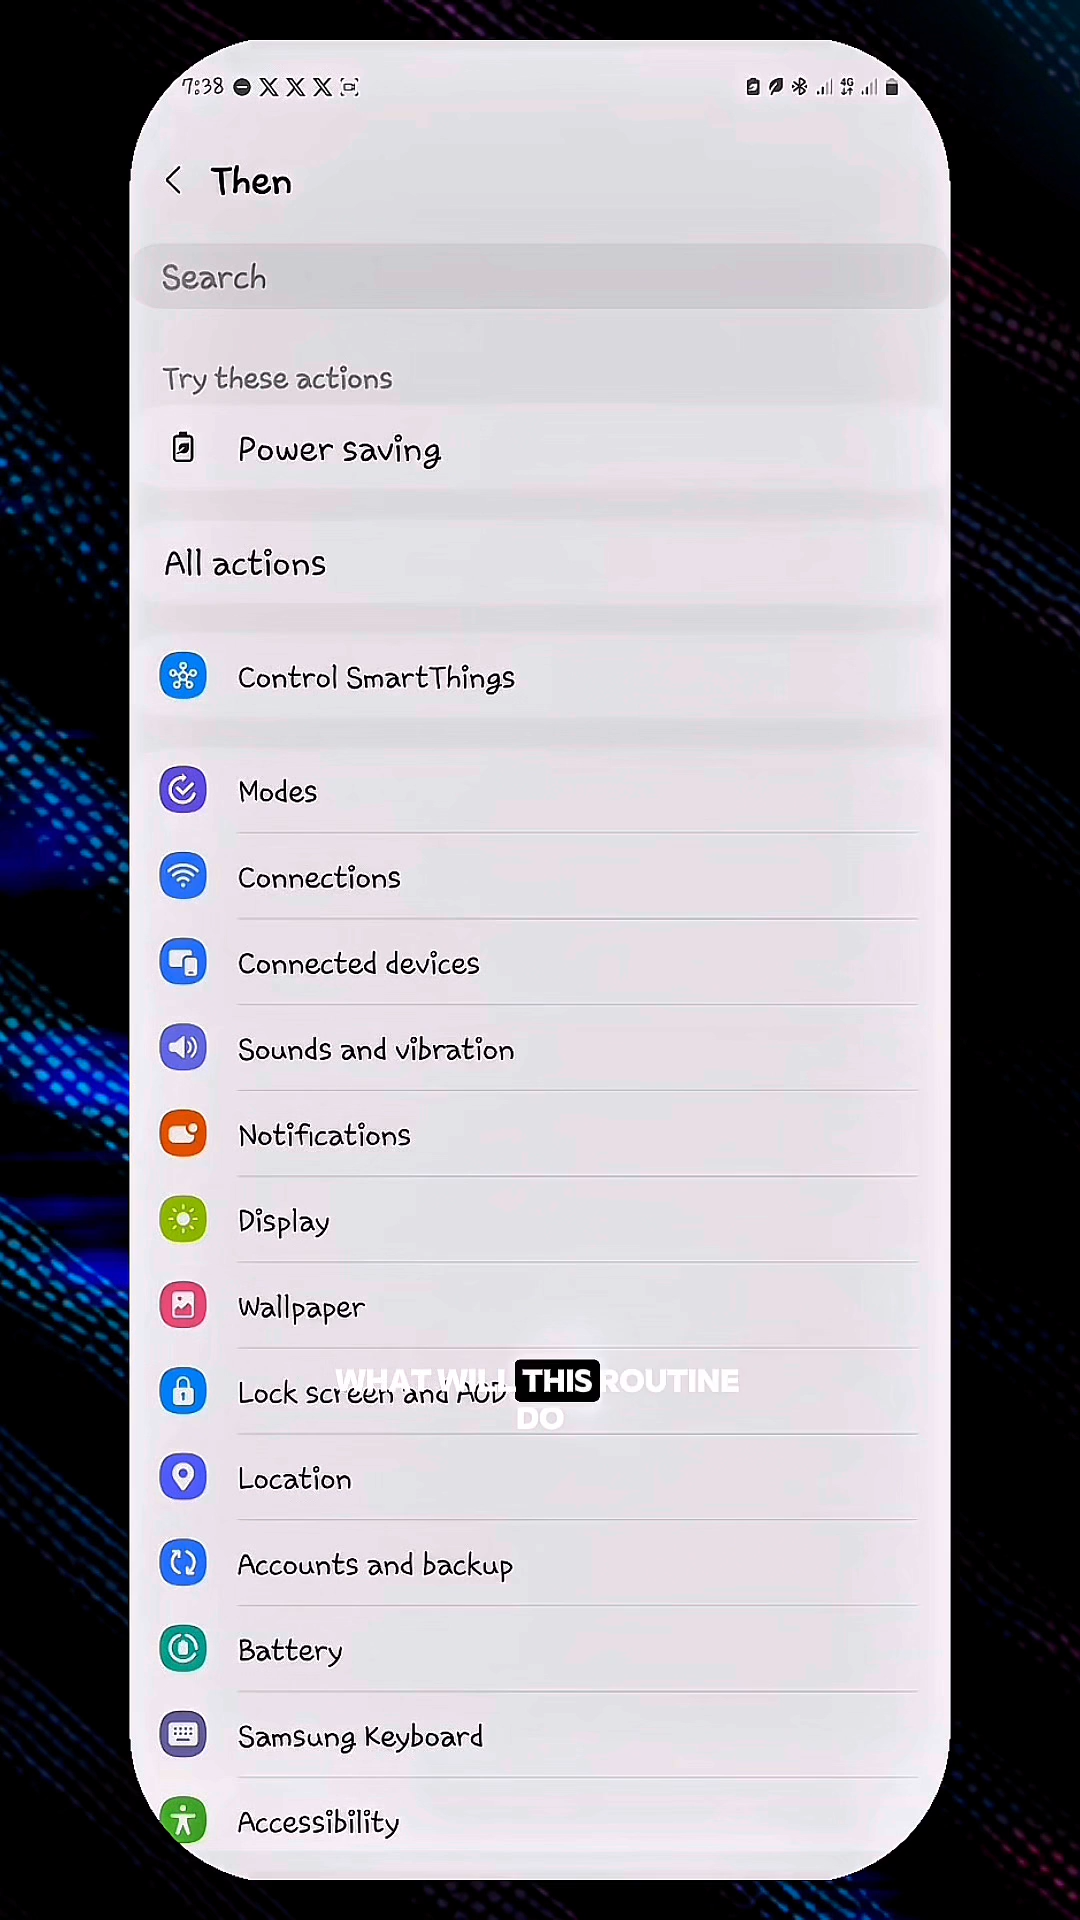 7:38
4G
Then
Search
Try these actions
Power saving
All actions
Control SmartThings
Modes
Connections
Connected devices
Sounds and vibration
Notifications
Display
Wallpaper
WHAT WILL THIS ROUTINE
DO
Lock screen and AOD
Location
Accounts and backup
Battery
Samsung Keyboard
Accessibility